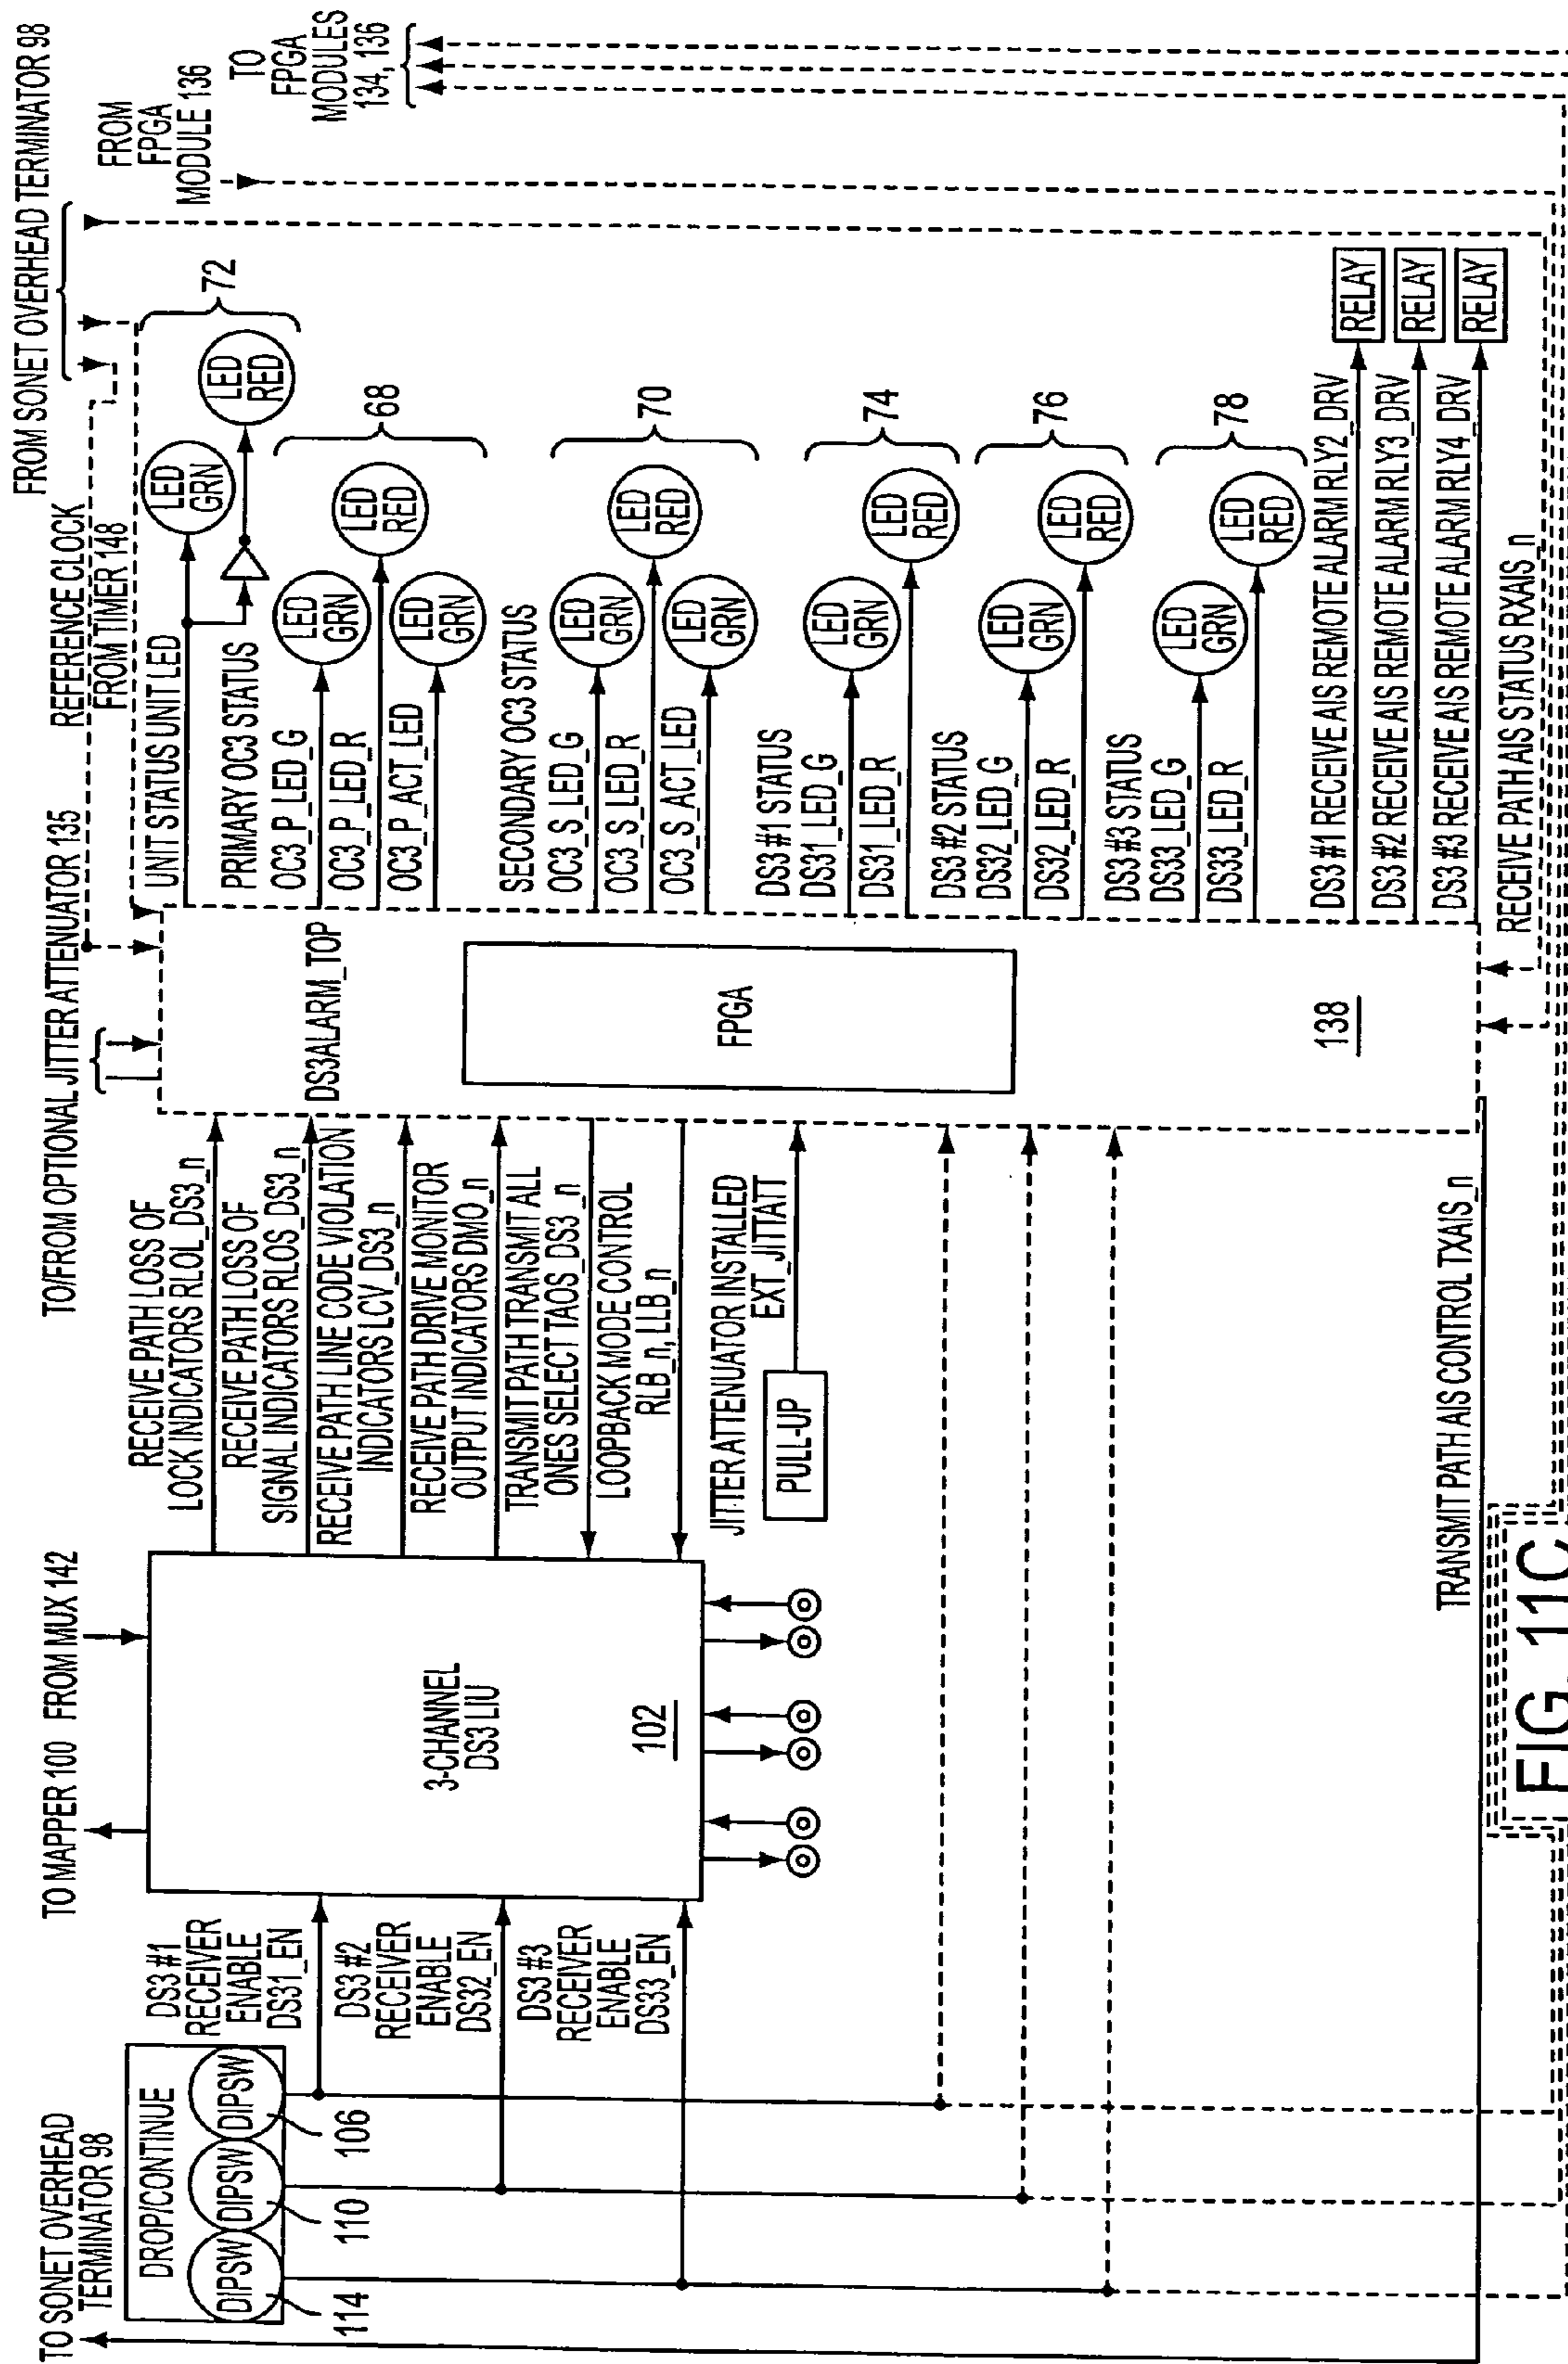 TO SONET OVERHEAD
TERMINATOR 98
TO MAPPER 100
FROM MUX 142
TO/FROM OPTIONAL JITTER ATTENUATOR 135
REFERENCE CLOCK
FROM TIMER 148
FROM SONET OVERHEAD TERMINATOR 98
FROM
FPGA
MODULE 136
TO
FPGA
MODULES
134, 136
DROP/CONTINUE
DIPSW
DIPSW
DIPSW
114
110
106
DS3 #1
RECEIVER
ENABLE
DS31_EN
DS3 #2
RECEIVER
ENABLE
DS32_EN
DS3 #3
RECEIVER
ENABLE
DS33_EN
3-CHANNEL
DS3 LIU
102
RECEIVE PATH LOSS OF
LOCK INDICATORS RLOL_DS3_n
RECEIVE PATH LOSS OF
SIGNAL INDICATORS RLOS_DS3_n
RECEIVE PATH LINE CODE VIOLATION
INDICATORS LCV_DS3_n
RECEIVE PATH DRIVE MONITOR
OUTPUT INDICATORS DMO_n
TRANSMIT PATH TRANSMIT ALL
ONES SELECT TAOS_DS3_n
LOOPBACK MODE CONTROL
RLB_n, LLB_n
JITTER ATTENUATOR INSTALLED
EXT_JITTATT
PULL-UP
DS3ALARM_TOP
FPGA
138
UNIT STATUS UNIT LED
LED
GRN
LED
RED
72
PRIMARY OC3 STATUS
OC3_P_LED_G
OC3_P_LED_R
OC3_P_ACT_LED
LED
GRN
LED
RED
LED
GRN
68
SECONDARY OC3 STATUS
OC3_S_LED_G
OC3_S_LED_R
OC3_S_ACT_LED
LED
GRN
LED
RED
LED
GRN
70
DS3 #1 STATUS
DS31_LED_G
DS31_LED_R
LED
GRN
LED
RED
74
DS3 #2 STATUS
DS32_LED_G
DS32_LED_R
LED
GRN
LED
RED
76
DS3 #3 STATUS
DS33_LED_G
DS33_LED_R
LED
GRN
LED
RED
78
DS3 #1 RECEIVE AIS REMOTE ALARM RLY2_DRV
RELAY
DS3 #2 RECEIVE AIS REMOTE ALARM RLY3_DRV
RELAY
DS3 #3 RECEIVE AIS REMOTE ALARM RLY4_DRV
RELAY
RECEIVE PATH AIS STATUS RXAIS_n
TRANSMIT PATH AIS CONTROL TXAIS_n
FIG. 11C